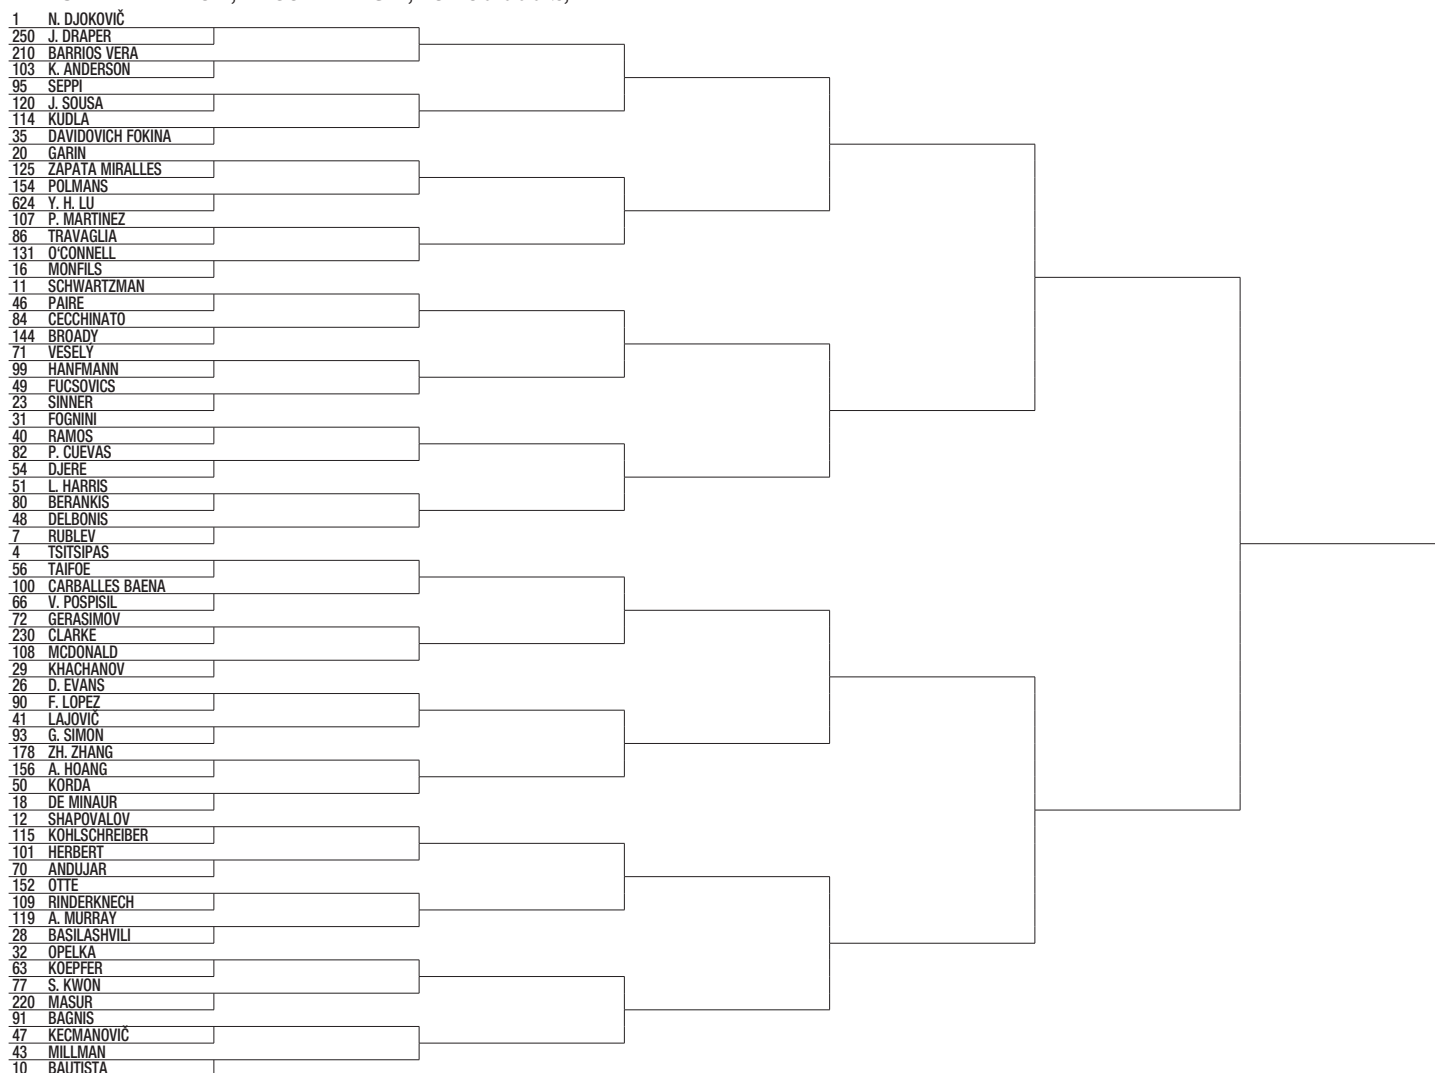 1 N. DJOKOVIČ
250 J. DRAPER
210 BARRIOS VERA
103 K. ANDERSON
95 SEPPI
120 J. SOUSA
114 KUDLA
35 DAVIDOVICH FOKINA
20 GARIN
125 ZAPATA MIRALLES
154 POLMANS
624 Y. H. LU
107 P. MARTINEZ
86 TRAVAGLIA
131 O'CONNELL
16 MONFILS
11 SCHWARTZMAN
46 PAIRE
84 CECCHINATO
144 BROADY
71 VESELÝ
99 HANFMANN
49 FUCSOVICS
23 SINNER
31 FOGNINI
40 RAMOS
82 P. CUEVAS
54 DJERE
51 L. HARRIS
80 BERANKIS
48 DELBONIS
7 RUBLEV
4 TSITSIPAS
56 TAIFOE
100 CARBALLES BAENA
66 V. POSPISIL
72 GERASIMOV
230 CLARKE
108 MCDONALD
29 KHACHANOV
26 D. EVANS
90 F. LOPEZ
41 LAJOVIČ
93 G. SIMON
178 ZH. ZHANG
156 A. HOANG
50 KORDA
18 DE MINAUR
12 SHAPOVALOV
115 KOHLSCHREIBER
101 HERBERT
70 ANDUJAR
152 OTTE
109 RINDERKNECH
119 A. MURRAY
28 BASILASHVILI
32 OPELKA
63 KOEPFER
77 S. KWON
220 MASUR
91 BAGNIS
47 KECMANOVIČ
43 MILLMAN
10 BAUTISTA